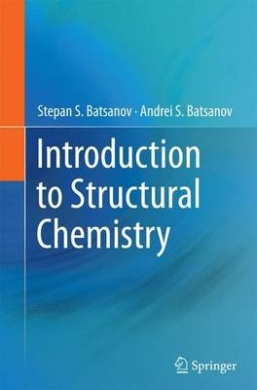 Stepan S. Batsanov · Andrei S. Batsanov
Introduction
to Structural
Chemistry
Springer